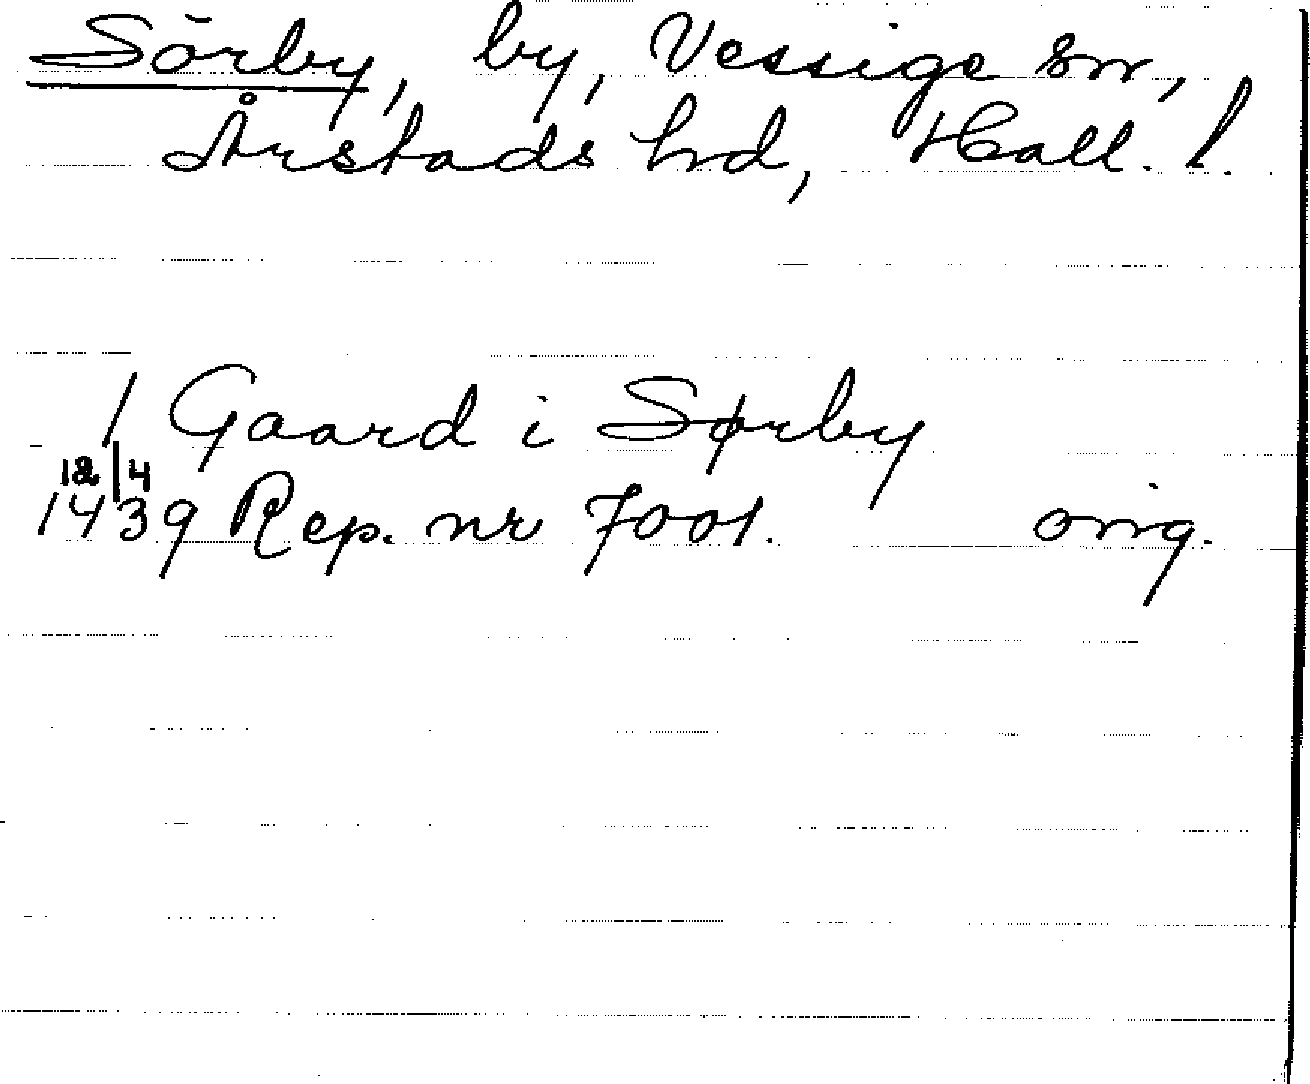 Sörby, by, Vessige sn,
Årstads hd, Hall. l.
1 Gaard i Sørby
12/4
1439 Rep. nr 7001. orig.